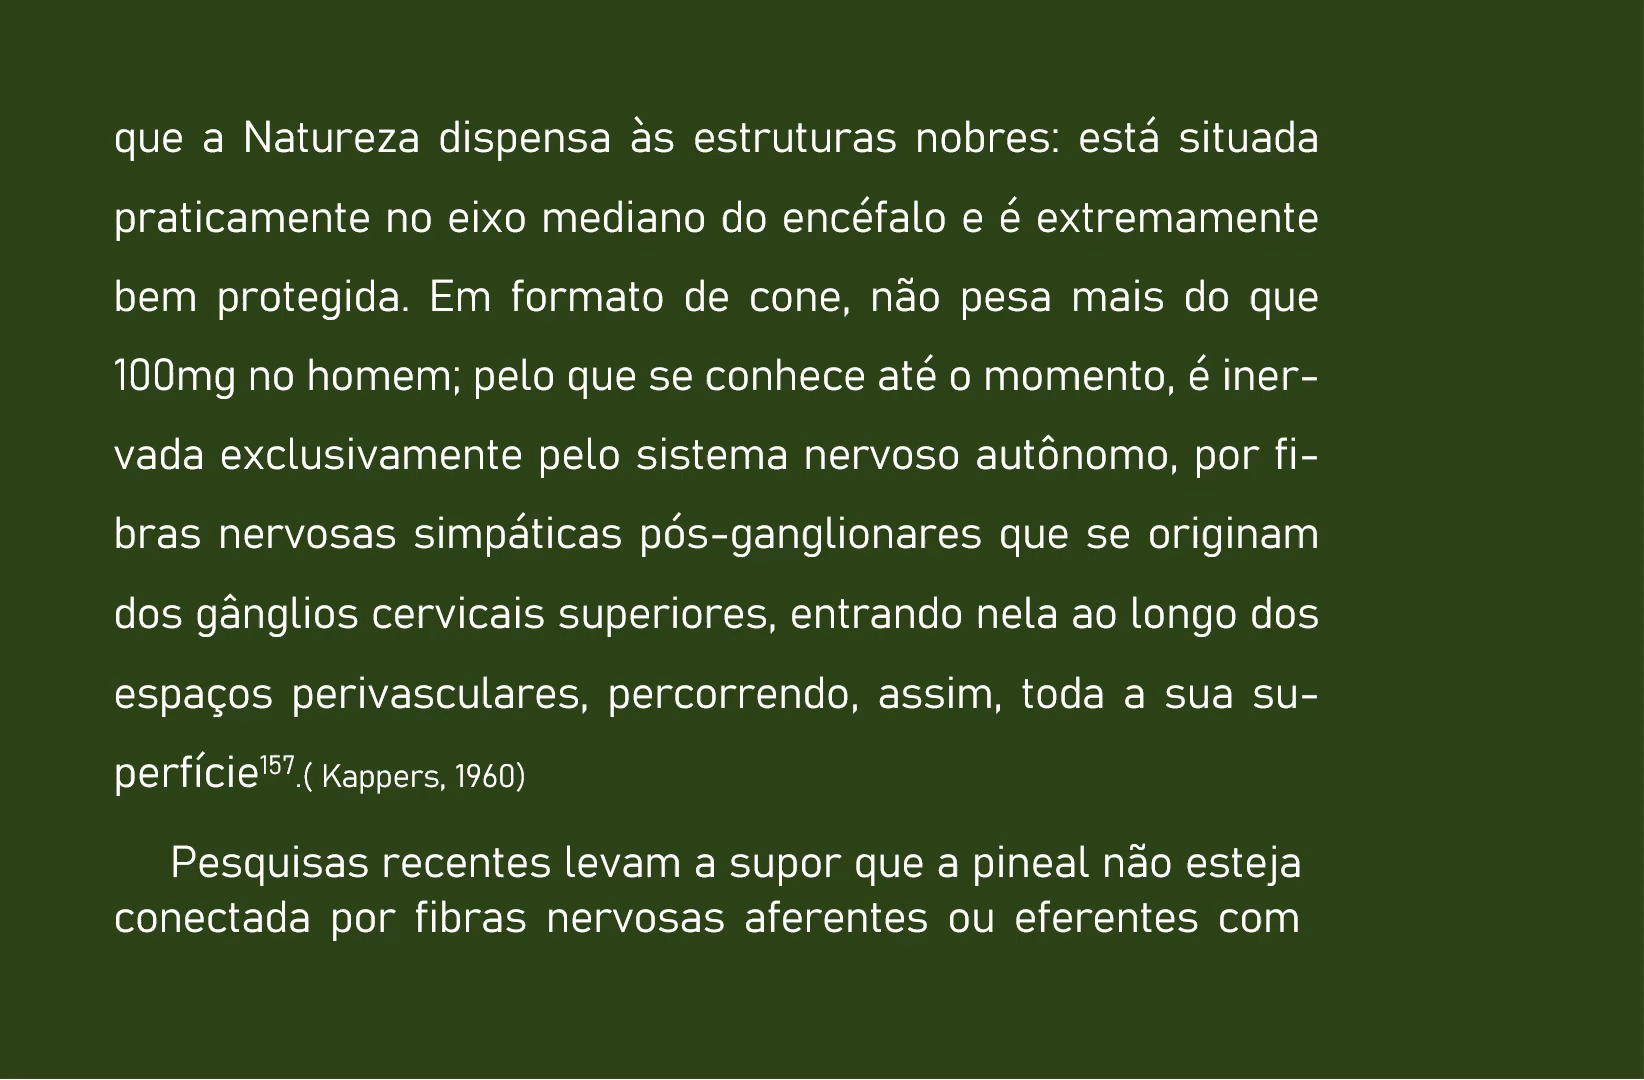 que a Natureza dispensa às estruturas nobres: está situada
praticamente no eixo mediano do encéfalo e é extremamente
bem protegida. Em formato de cone, não pesa mais do que
100mg no homem; pelo que se conhece até o momento, é iner-
vada exclusivamente pelo sistema nervoso autônomo, por fi-
bras nervosas simpáticas pós-ganglionares que se originam
dos gânglios cervicais superiores, entrando nela ao longo dos
espaços perivasculares, percorrendo, assim, toda a sua su-
perfície¹⁵⁷.( Kappers, 1960)
Pesquisas recentes levam a supor que a pineal não esteja
conectada por fibras nervosas aferentes ou eferentes com